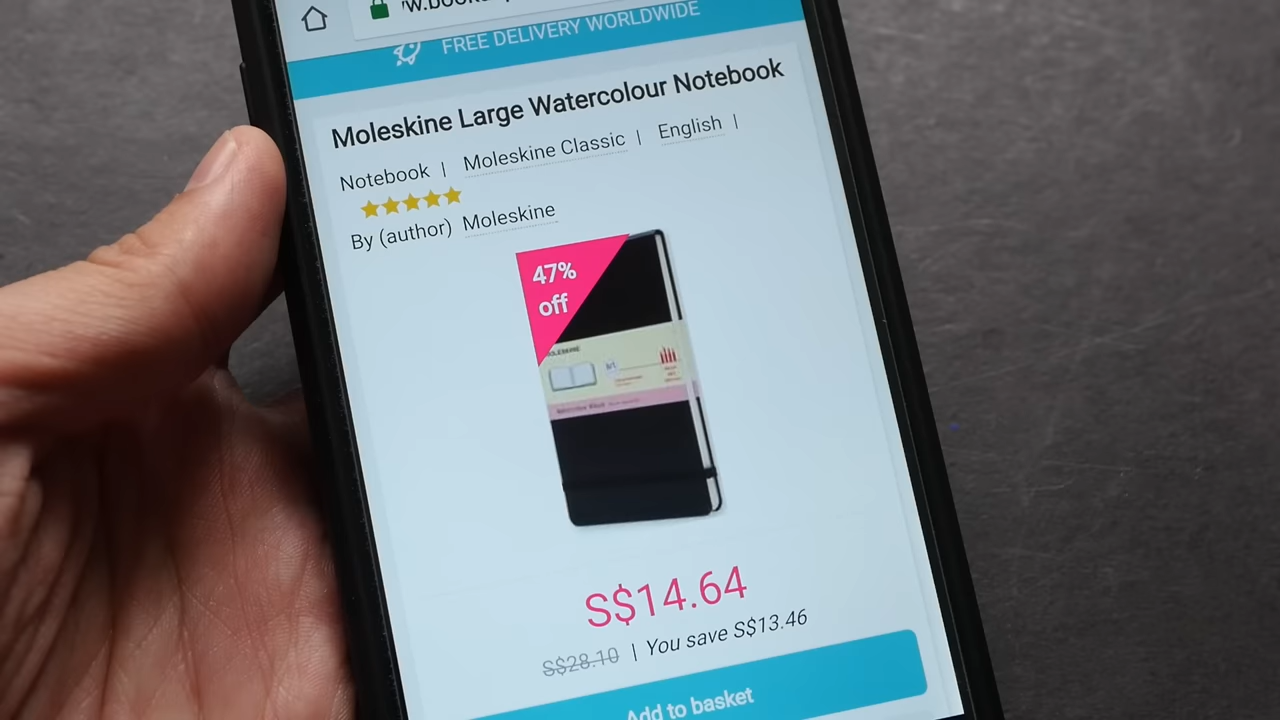 FREE DELIVERY WORLDWIDE
Moleskine Large Watercolour Notebook
Notebook | Moleskine Classic | English |
By (author) Moleskine
47%
off
S$14.64
S$28.10 | You save S$13.46
Add to basket